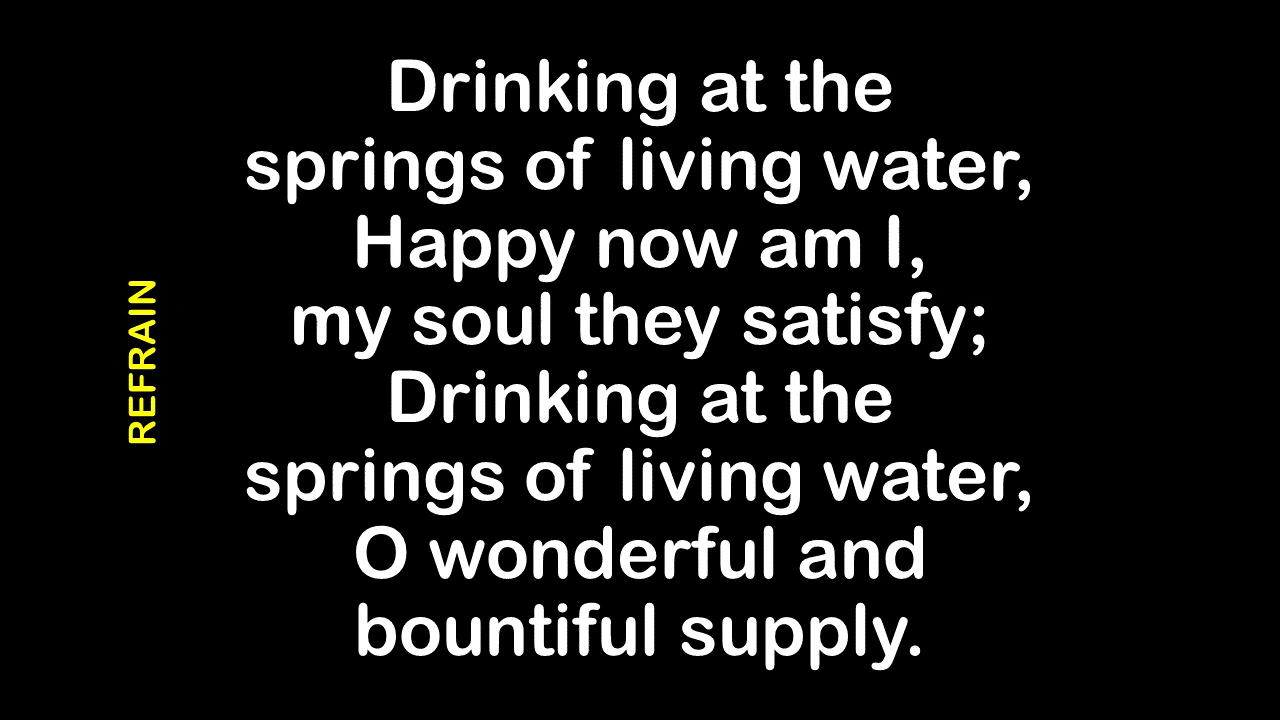 Drinking at the
springs of living water,
Happy now am I,
my soul they satisfy;
Drinking at the
springs of living water,
O wonderful and
bountiful supply.
REFRAIN